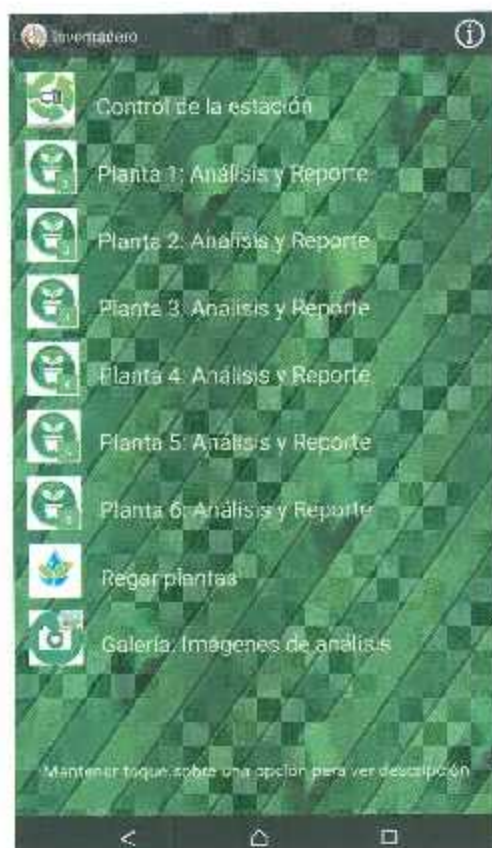 Invernadero
Control de la estación
Planta 1: Análisis y Reporte
Planta 2: Análisis y Reporte
Planta 3: Análisis y Reporte
Planta 4: Análisis y Reporte
Planta 5: Análisis y Reporte
Planta 6: Análisis y Reporte
Regar plantas
Galería: Imágenes de análisis
Mantener toque sobre una opción para ver descripción